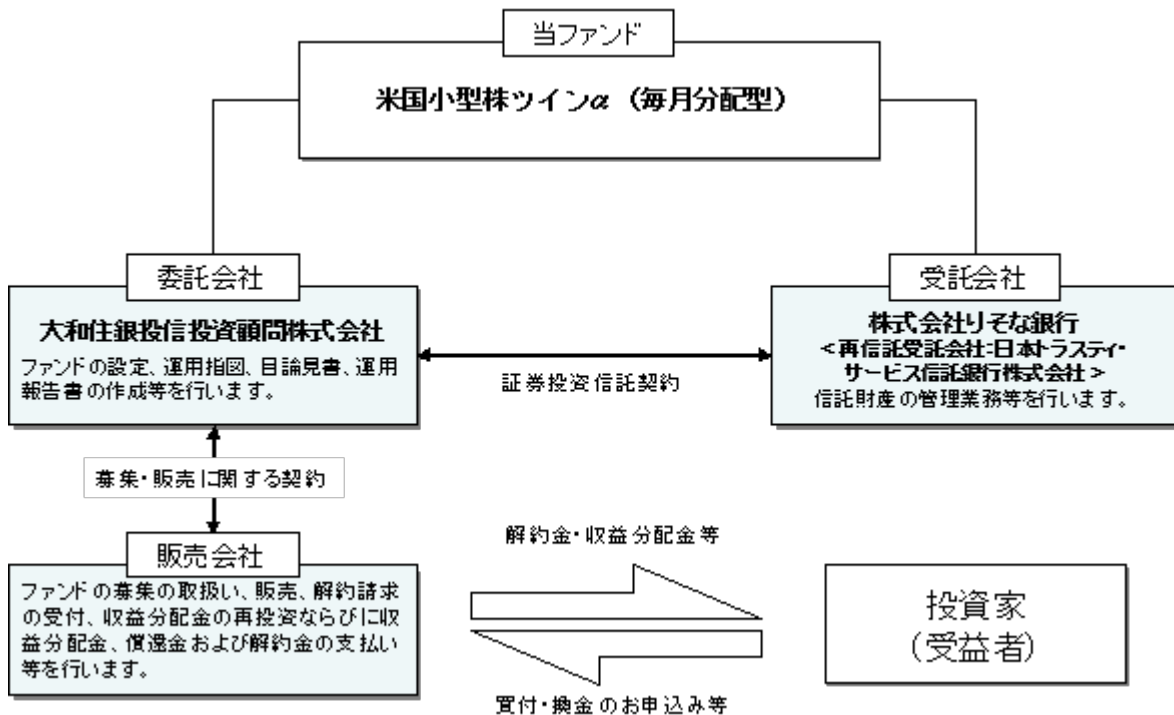 当ファンド
米国小型株ツインα（毎月分配型）
委託会社
大和住銀投信投資顧問株式会社
ファンドの設定、運用指図、目論見書、運用
報告書の作成等を行います。
証券投資信託契約
受託会社
株式会社りそな銀行
＜再信託受託会社:日本トラスティ・
サービス信託銀行株式会社＞
信託財産の管理業務等を行います。
募集・販売に関する契約
販売会社
ファンドの募集の取扱い、販売、解約請求
の受付、収益分配金の再投資ならびに収
益分配金、償還金および解約金の支払い
等を行います。
解約金・収益分配金等
買付・換金のお申込み等
投資家
（受益者）